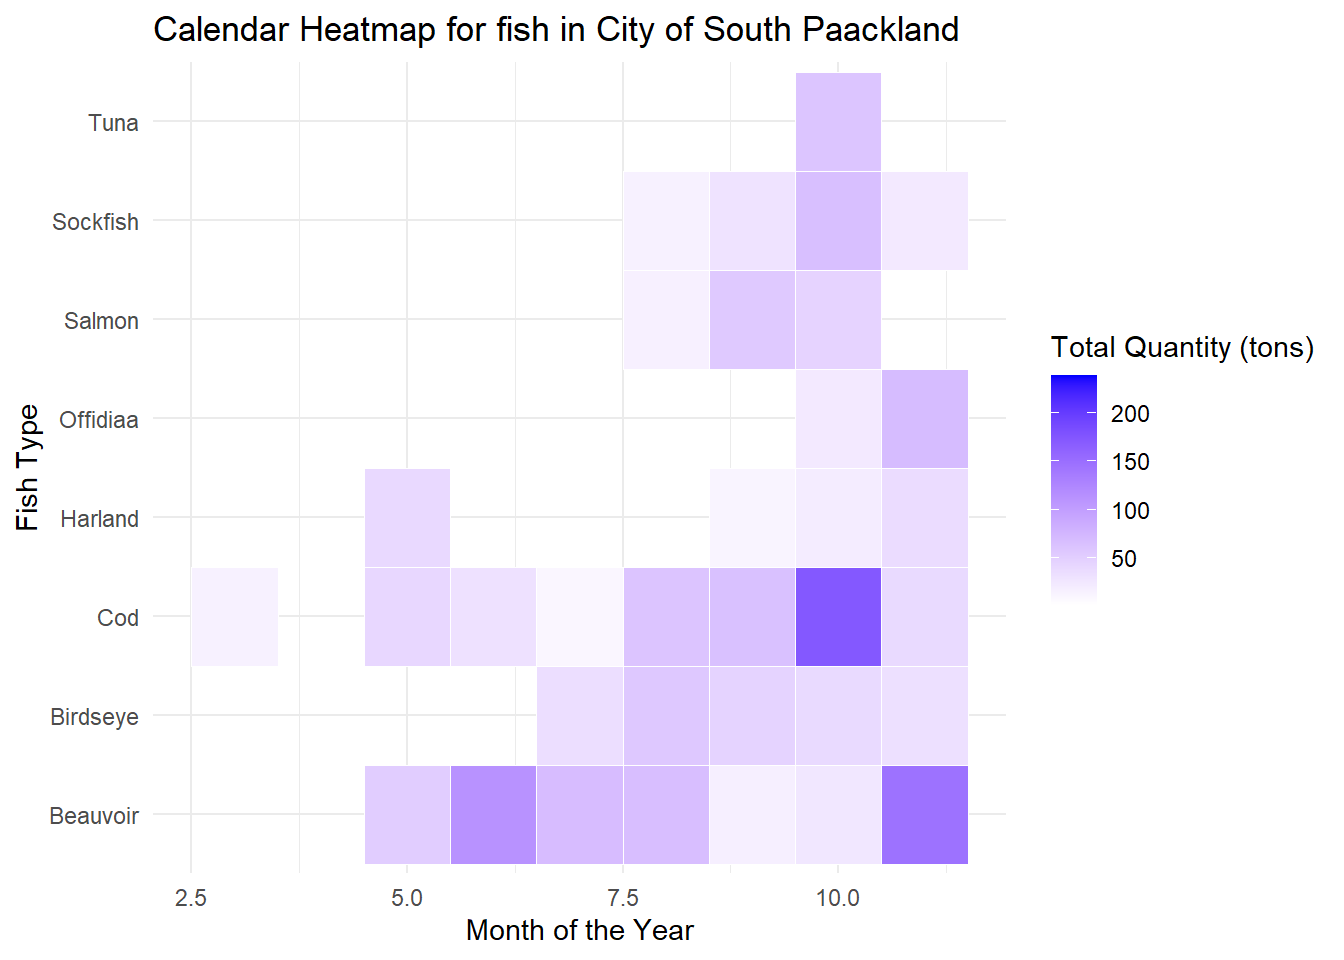 Calendar Heatmap for fish in City of South Paackland
Fish Type
Tuna
Sockfish
Salmon
Offidiaa
Harland
Cod
Birdseye
Beauvoir
2.5
5.0
7.5
10.0
Month of the Year
Total Quantity (tons)
200
150
100
50